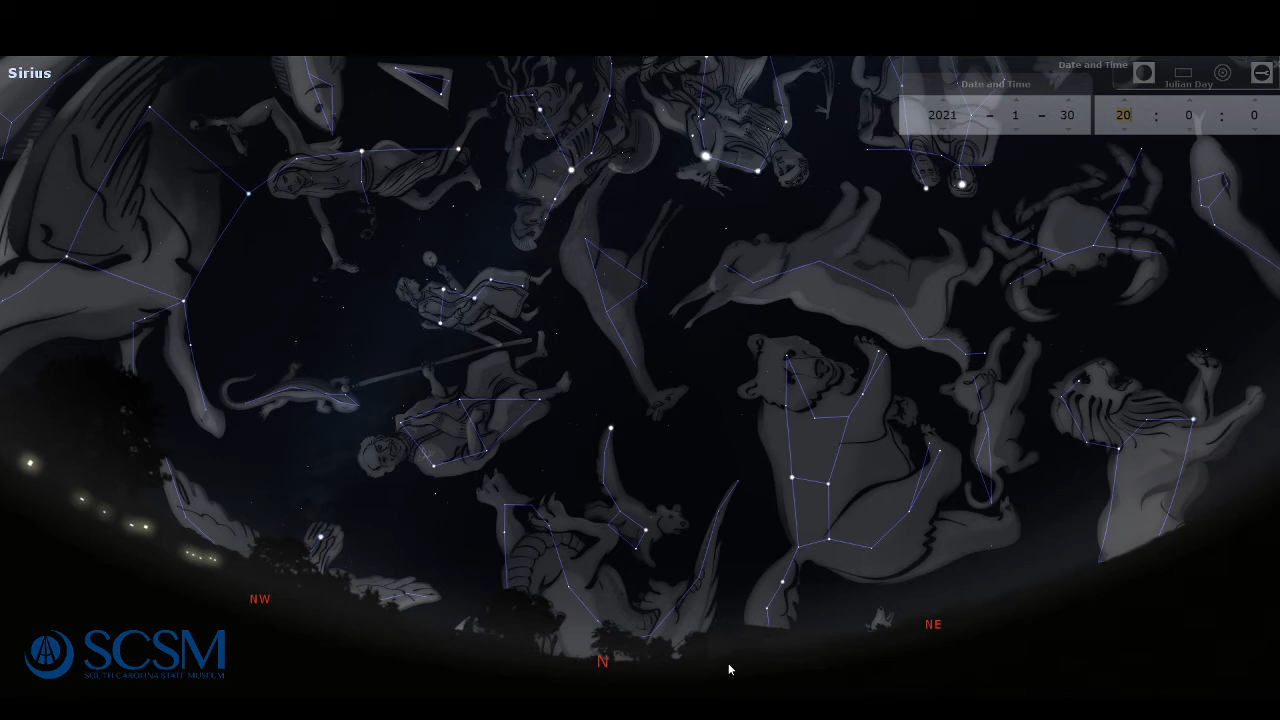 Sirius
Date and Time
Date and Time
Julian Day
2021 - 1 - 30
20 : 0 : 0
NW
NE
N
SCSM
SOUTH CAROLINA STATE MUSEUM